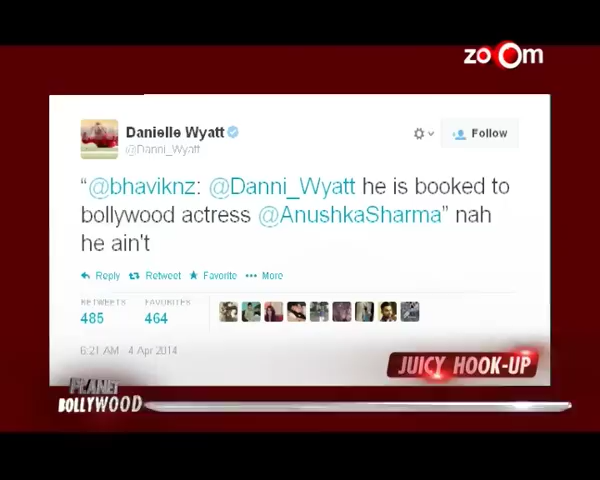 zoom
Danielle Wyatt
@Danni_Wyatt
Follow
“@bhaviknz: @Danni_Wyatt he is booked to
bollywood actress @AnushkaSharma” nah
he ain't
Reply Retweet Favorite More
RETWEETS FAVORITES
485 464
6:21 AM 4 Apr 2014
JUICY HOOK-UP
PLANET
BOLLYWOOD